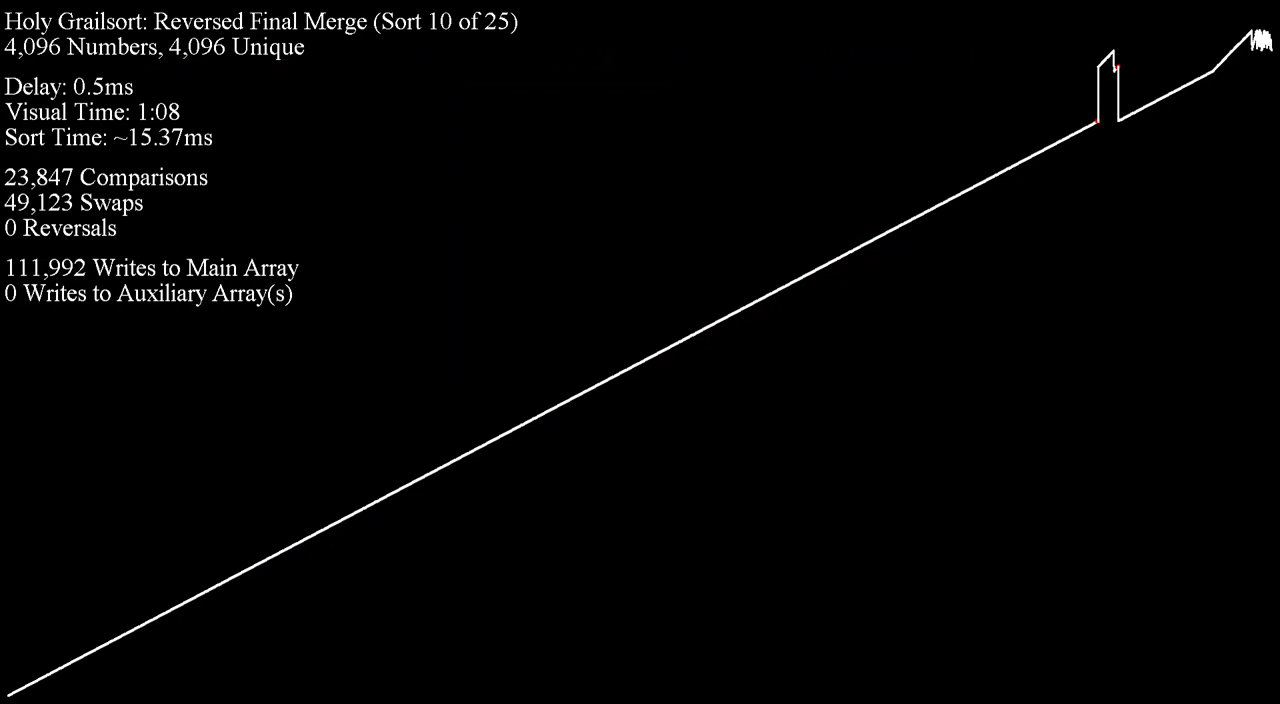 Holy Grailsort: Reversed Final Merge (Sort 10 of 25)
4,096 Numbers, 4,096 Unique
Delay: 0.5ms
Visual Time: 1:08
Sort Time: ~15.37ms
23,847 Comparisons
49,123 Swaps
0 Reversals
111,992 Writes to Main Array
0 Writes to Auxiliary Array(s)